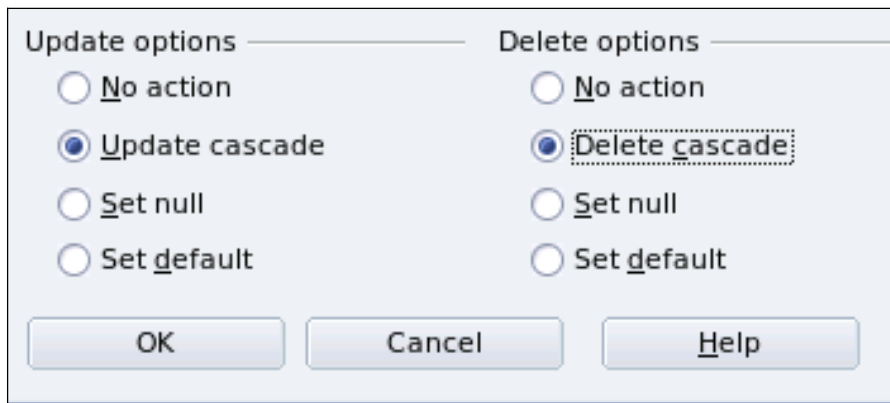 Update options
No action
Update cascade
Set null
Set default
Delete options
No action
Delete cascade
Set null
Set default
OK
Cancel
Help